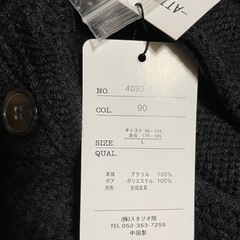 —ATT
NO. 4093-
COL. 90
チェスト 96-104
身長 175-185
SIZE. L
QUAL.
本体 アクリル 100%
ボア ポリエステル 100%
別布 合成皮革
(株)スタジオ翔
052-353-7255
中国製